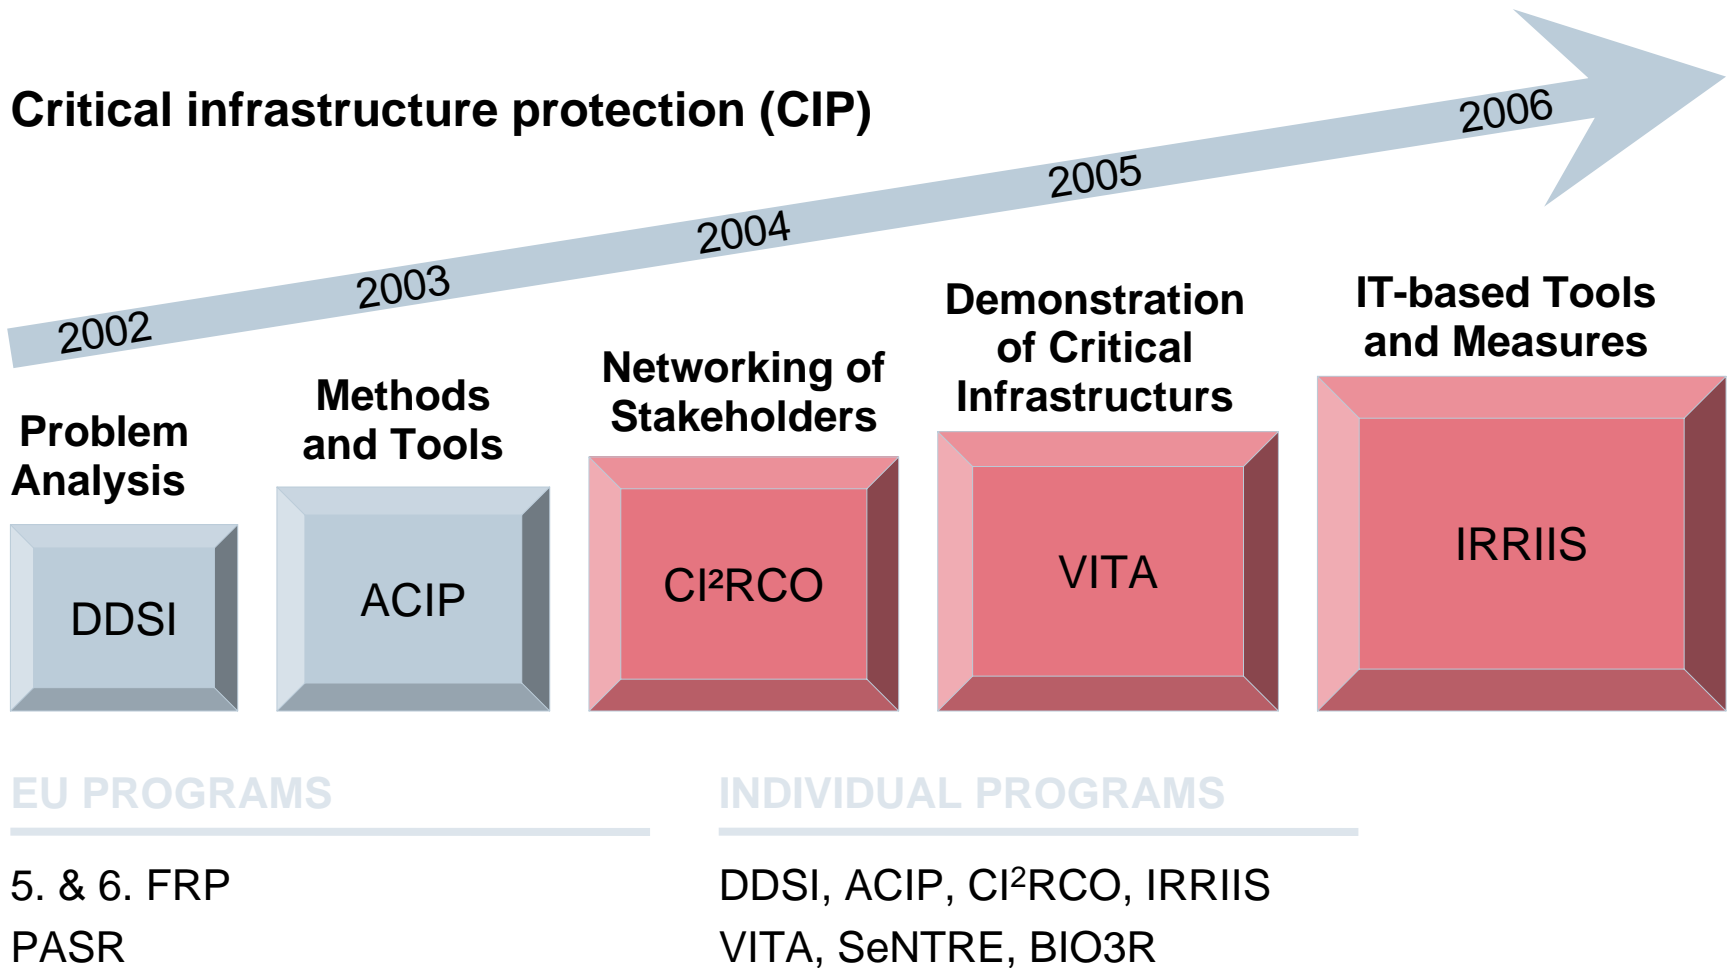 Critical infrastructure protection (CIP)
2002
2003
2004
2005
2006
Problem
Analysis
Methods
and Tools
Networking of
Stakeholders
Demonstration
of Critical
Infrastructurs
IT-based Tools
and Measures
DDSI
ACIP
CI²RCO
VITA
IRRIIS
EU PROGRAMS
5. & 6. FRP
PASR
INDIVIDUAL PROGRAMS
DDSI, ACIP, CI²RCO, IRRIIS
VITA, SeNTRE, BIO3R